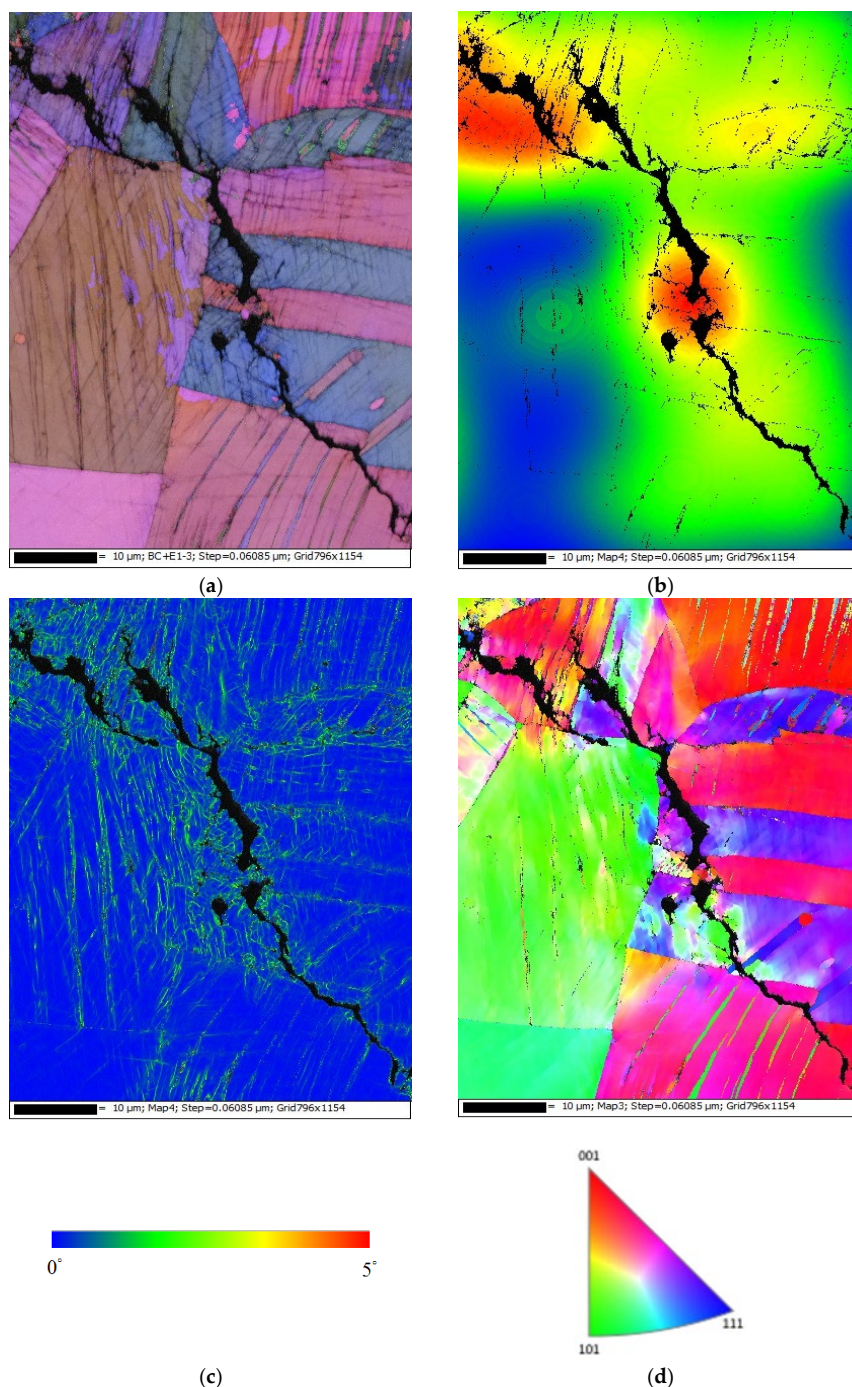 = 10 µm; BC+E1-3; Step=0.06085 µm; Grid796x1154
= 10 µm; Map4; Step=0.06085 µm; Grid796x1154
(a)
(b)
= 10 µm; Map4; Step=0.06085 µm; Grid796x1154
= 10 µm; Map3; Step=0.06085 µm; Grid796x1154
001
0°
5°
111
101
(c)
(d)